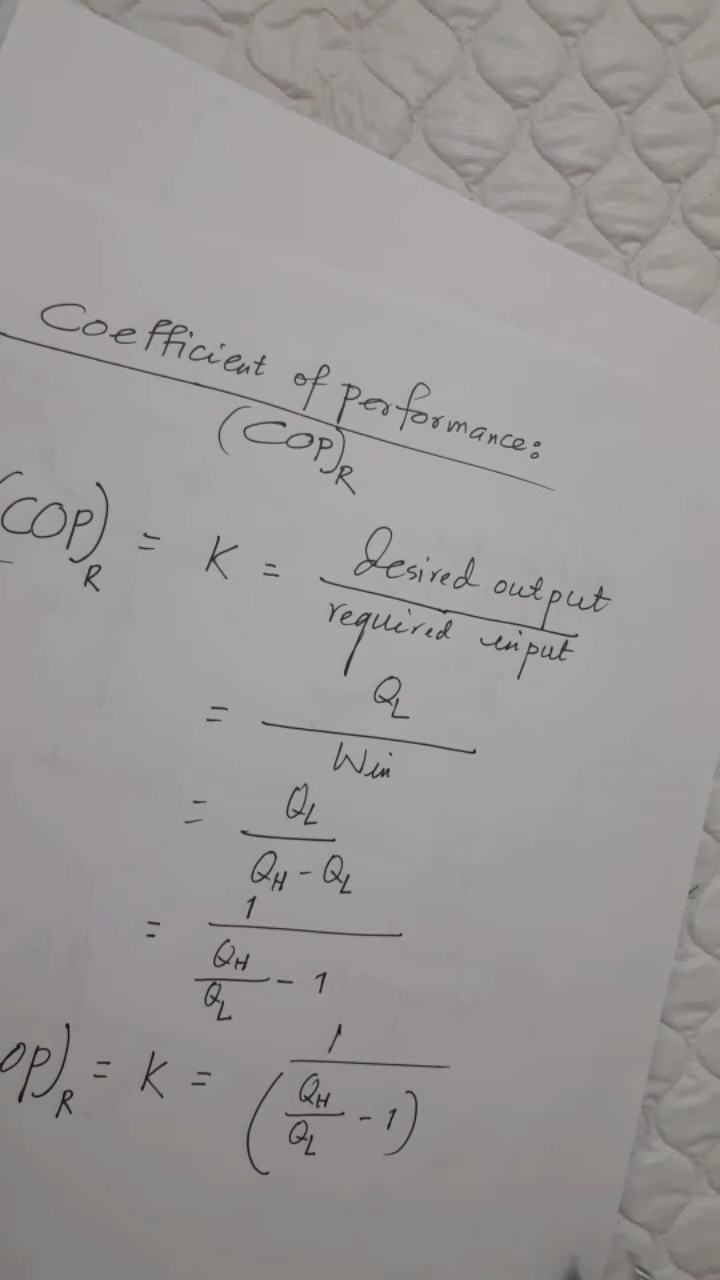 Coefficient of performance:
(COP)R
(COP)R = K = desired output / required input
= QL / Win
= QL / QH - QL
= 1 / QH/QL - 1
OP)R = K = 1 / (QH/QL - 1)